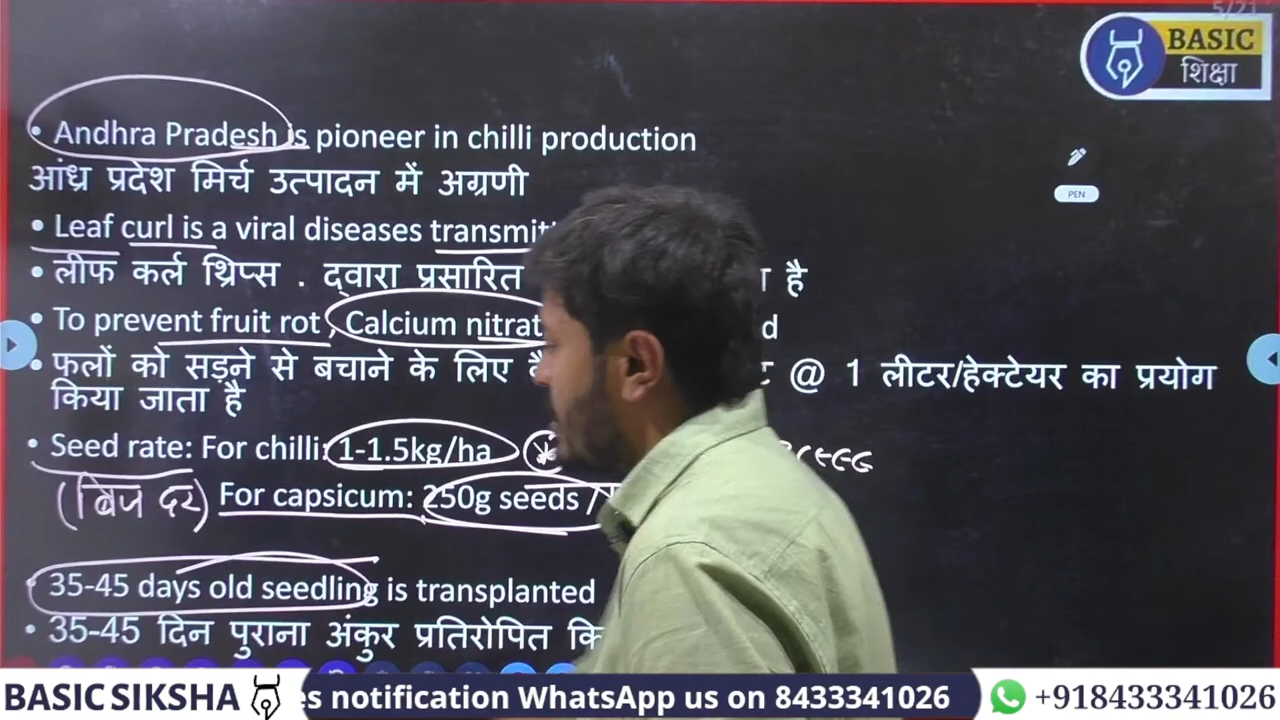 5/21
BASIC
शिक्षा
• Andhra Pradesh is pioneer in chilli production
आंध्र प्रदेश मिर्च उत्पादन में अग्रणी
PEN
• Leaf curl is a viral diseases
• लीफ कर्ल थ्रिप्स . द्वारा प्रसारित है
• To prevent fruit rot , Calcium
• फलों को सड़ने से बचाने के लिए @ 1 लीटर/हेक्टेयर का प्रयोग
किया जाता है
• Seed rate: For chilli: 1-1.5kg/ha
(बिज दर) For capsicum: 250g seeds /
• 35-45 days old seedling is transplanted
• 35-45 दिन पुराना अंकुर प्रतिरोपित
BASIC SIKSHA notification WhatsApp us on 8433341026 +918433341026